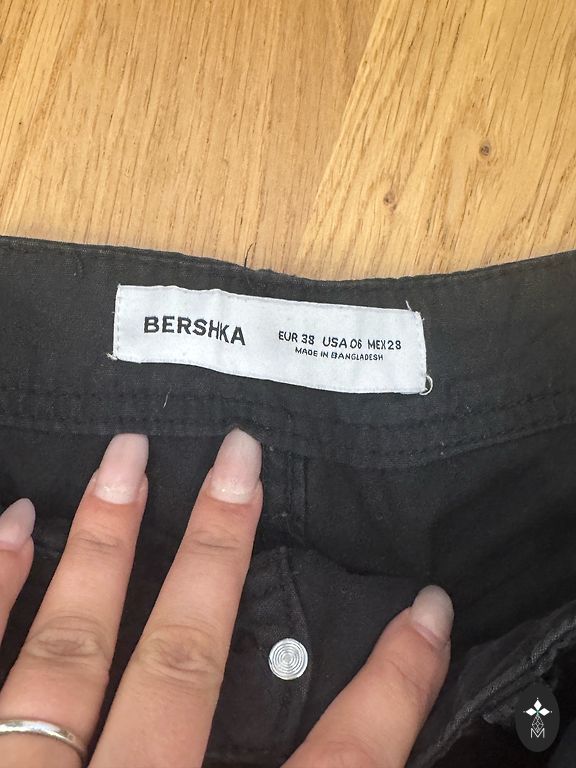 BERSHKA
EUR 38 USA 06 MEX 28
MADE IN BANGLADESH